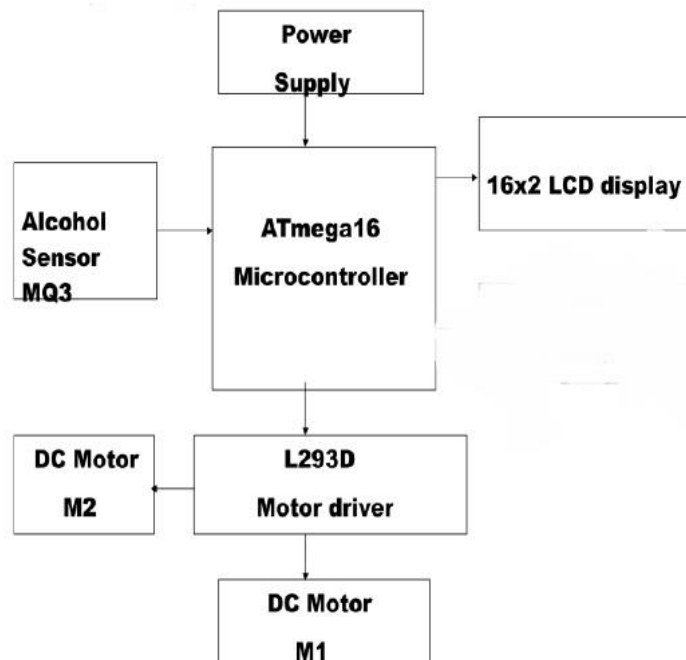 Power
Supply
16x2 LCD display
Alcohol
Sensor
MQ3
ATmega16
Microcontroller
DC Motor
M2
L293D
Motor driver
DC Motor
M1